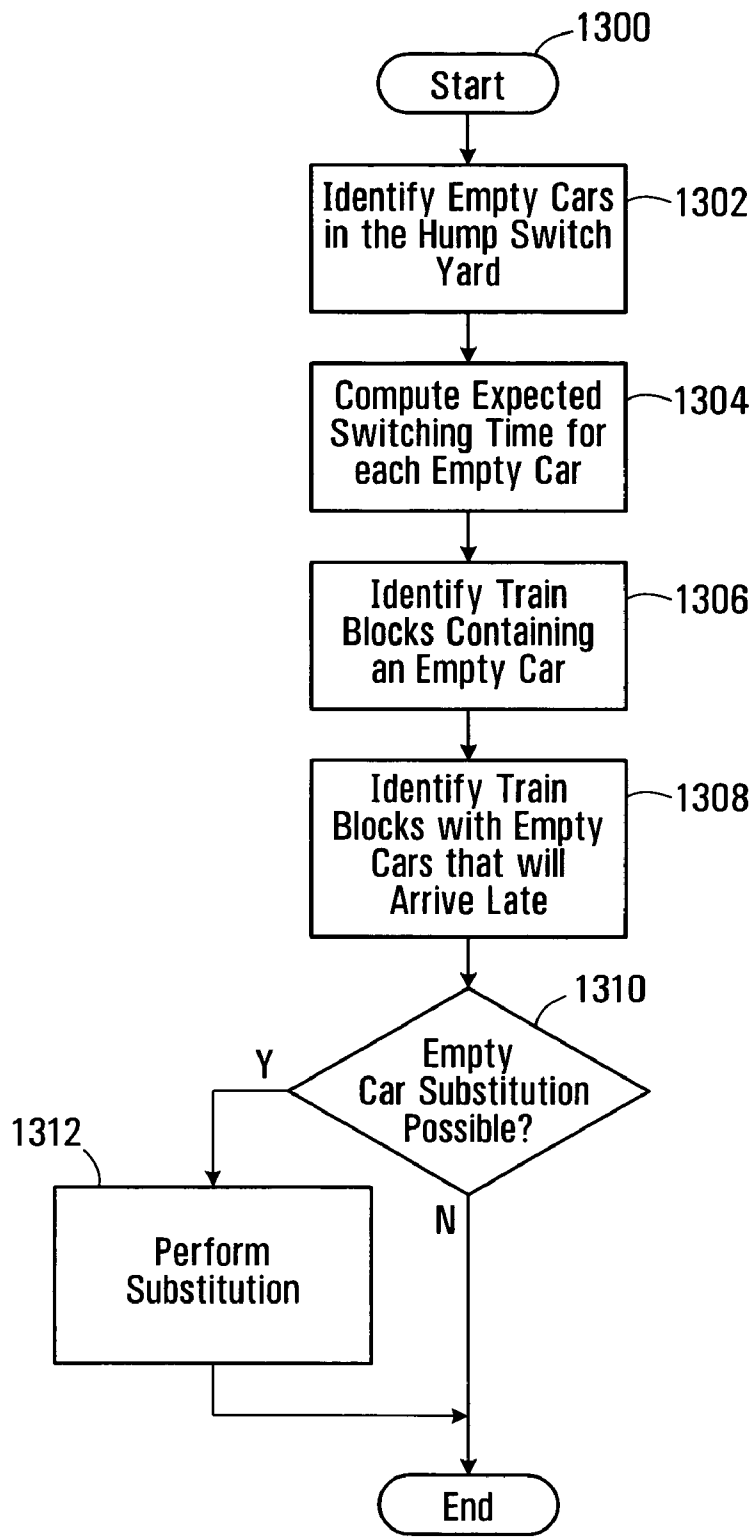 1300
Start
Identify Empty Cars
in the Hump Switch
Yard
1302
Compute Expected
Switching Time for
each Empty Car
1304
Identify Train
Blocks Containing
an Empty Car
1306
Identify Train
Blocks with Empty
Cars that will
Arrive Late
1308
1310
Empty
Car Substitution
Possible?
Y
N
1312
Perform
Substitution
End